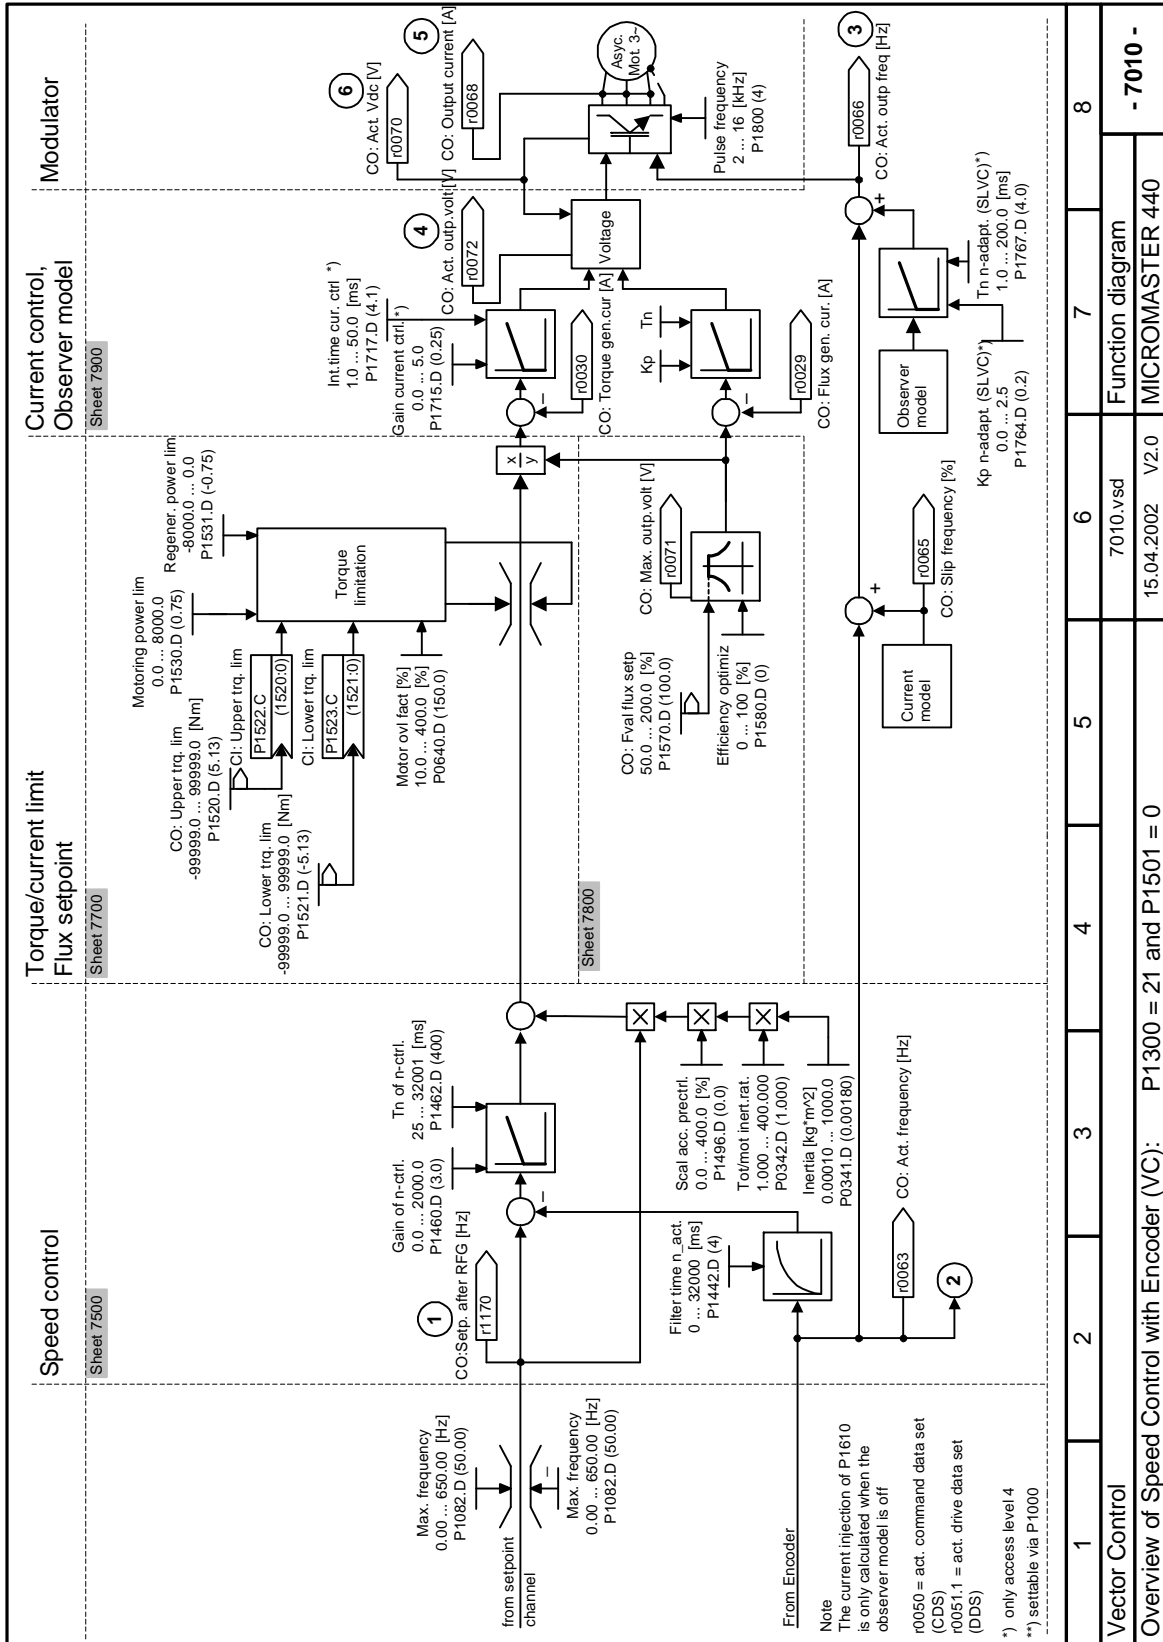 Speed control
Torque/current limit
Flux setpoint
Current control,
Observer model
Modulator
Sheet 7500
Sheet 7700
Sheet 7900
Sheet 7800
from setpoint
channel
Max. frequency
0.00 ... 650.00 [Hz]
P1082.D (50.00)
Max. frequency
0.00 ... 650.00 [Hz]
P1082.D (50.00)
–
1
CO:Setp. after RFG [Hz]
r1170
Gain of n-ctrl.
0.0 ... 2000.0
P1460.D (3.0)
Tn of n-ctrl.
25 ... 32001 [ms]
P1462.D (400)
–
Filter time n_act.
0 ... 32000 [ms]
P1442.D (4)
Scal acc. prectrl.
0.0 ... 400.0 [%]
P1496.D (0.0)
Tot/mot inert.rat.
1.000 ... 400.000
P0342.D (1.000)
Inertia [kg*m^2]
0.00010 ... 1000.0
P0341.D (0.00180)
From Encoder
r0063
CO: Act. frequency [Hz]
2
Note
The current injection of P1610
is only calculated when the
observer model is off
r0050 = act. command data set
(CDS)
r0051.1 = act. drive data set
(DDS)
*) only access level 4
**) settable via P1000
CO: Upper trq. lim
-99999.0 ... 99999.0 [Nm]
P1520.D (5.13)
CO: Lower trq. lim
-99999.0 ... 99999.0 [Nm]
P1521.D (-5.13)
CI: Upper trq. lim
P1522.C
(1520:0)
CI: Lower trq. lim
P1523.C
(1521:0)
Motor ovl fact [%]
10.0 ... 400.0 [%]
P0640.D (150.0)
Motoring power lim
0.0 ... 8000.0
P1530.D (0.75)
Regener. power lim
-8000.0 ... 0.0
P1531.D (-0.75)
Torque
limitation
CO: Fval flux setp
50.0 ... 200.0 [%]
P1570.D (100.0)
Efficiency optimiz
0 ... 100 [%]
P1580.D (0)
CO: Max. outp.volt [V]
r0071
x
y
Current
model
r0065
CO: Slip frequency [%]
+
Int.time cur. ctrl *)
1.0 ... 50.0 [ms]
P1717.D (4.1)
Gain current ctrl.*)
0.0 ... 5.0
P1715.D (0.25)
–
r0030
CO: Torque gen.cur [A]
Kp
Tn
–
r0029
CO: Flux gen. cur. [A]
4
CO: Act. outp.volt[V]
r0072
Voltage
Observer
model
Kp n-adapt. (SLVC)*)
0.0 ... 2.5
P1764.D (0.2)
Tn n-adapt. (SLVC)*)
1.0 ... 200.0 [ms]
P1767.D (4.0)
+
6
CO: Act. Vdc [V]
r0070
5
CO: Output current [A]
r0068
Asyc.
Mot. 3~
Pulse frequency
2 ... 16 [kHz]
P1800 (4)
3
r0066
CO: Act. outp freq [Hz]
1
2
3
4
5
6
7
8
Vector Control
7010.vsd
Function diagram
- 7010 -
Overview of Speed Control with Encoder (VC): P1300 = 21 and P1501 = 0
15.04.2002 V2.0
MICROMASTER 440